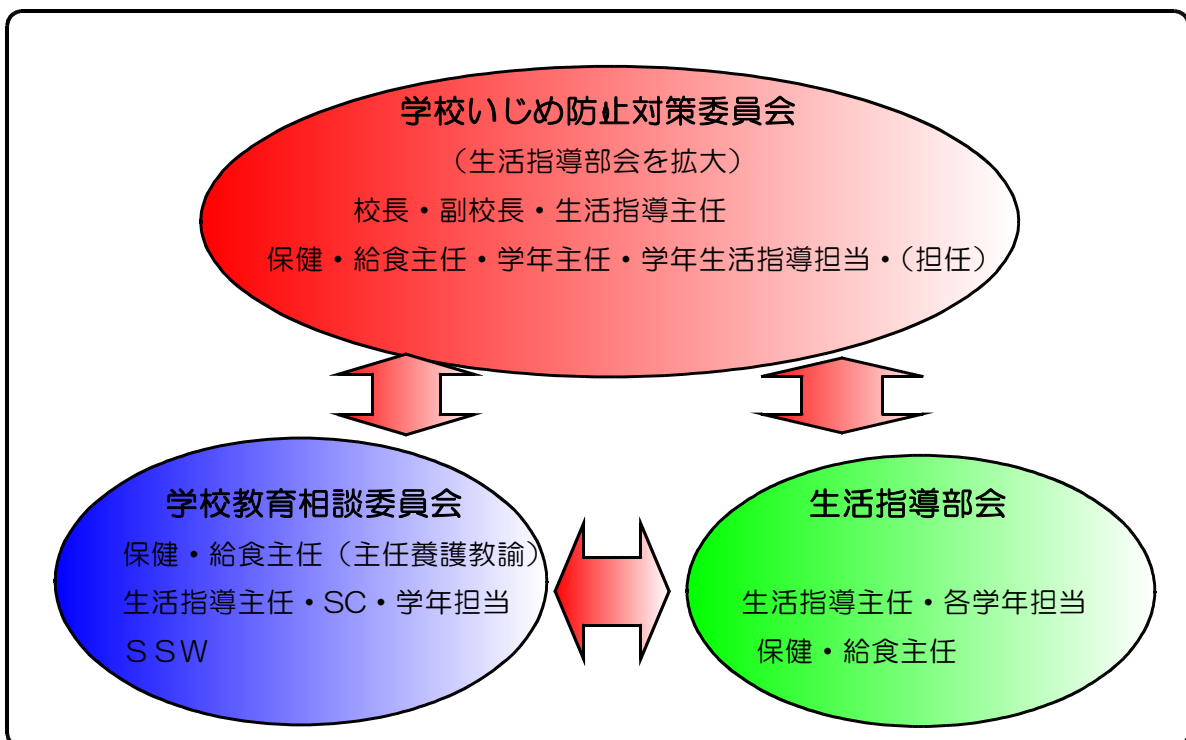 学校いじめ防止対策委員会
（生活指導部会を拡大）
校長・副校長・生活指導主任
保健・給食主任・学年主任・学年生活指導担当・（担任）
学校教育相談委員会
保健・給食主任（主任養護教諭）
生活指導主任・SC・学年担当
ＳＳＷ
生活指導部会
生活指導主任・各学年担当
保健・給食主任